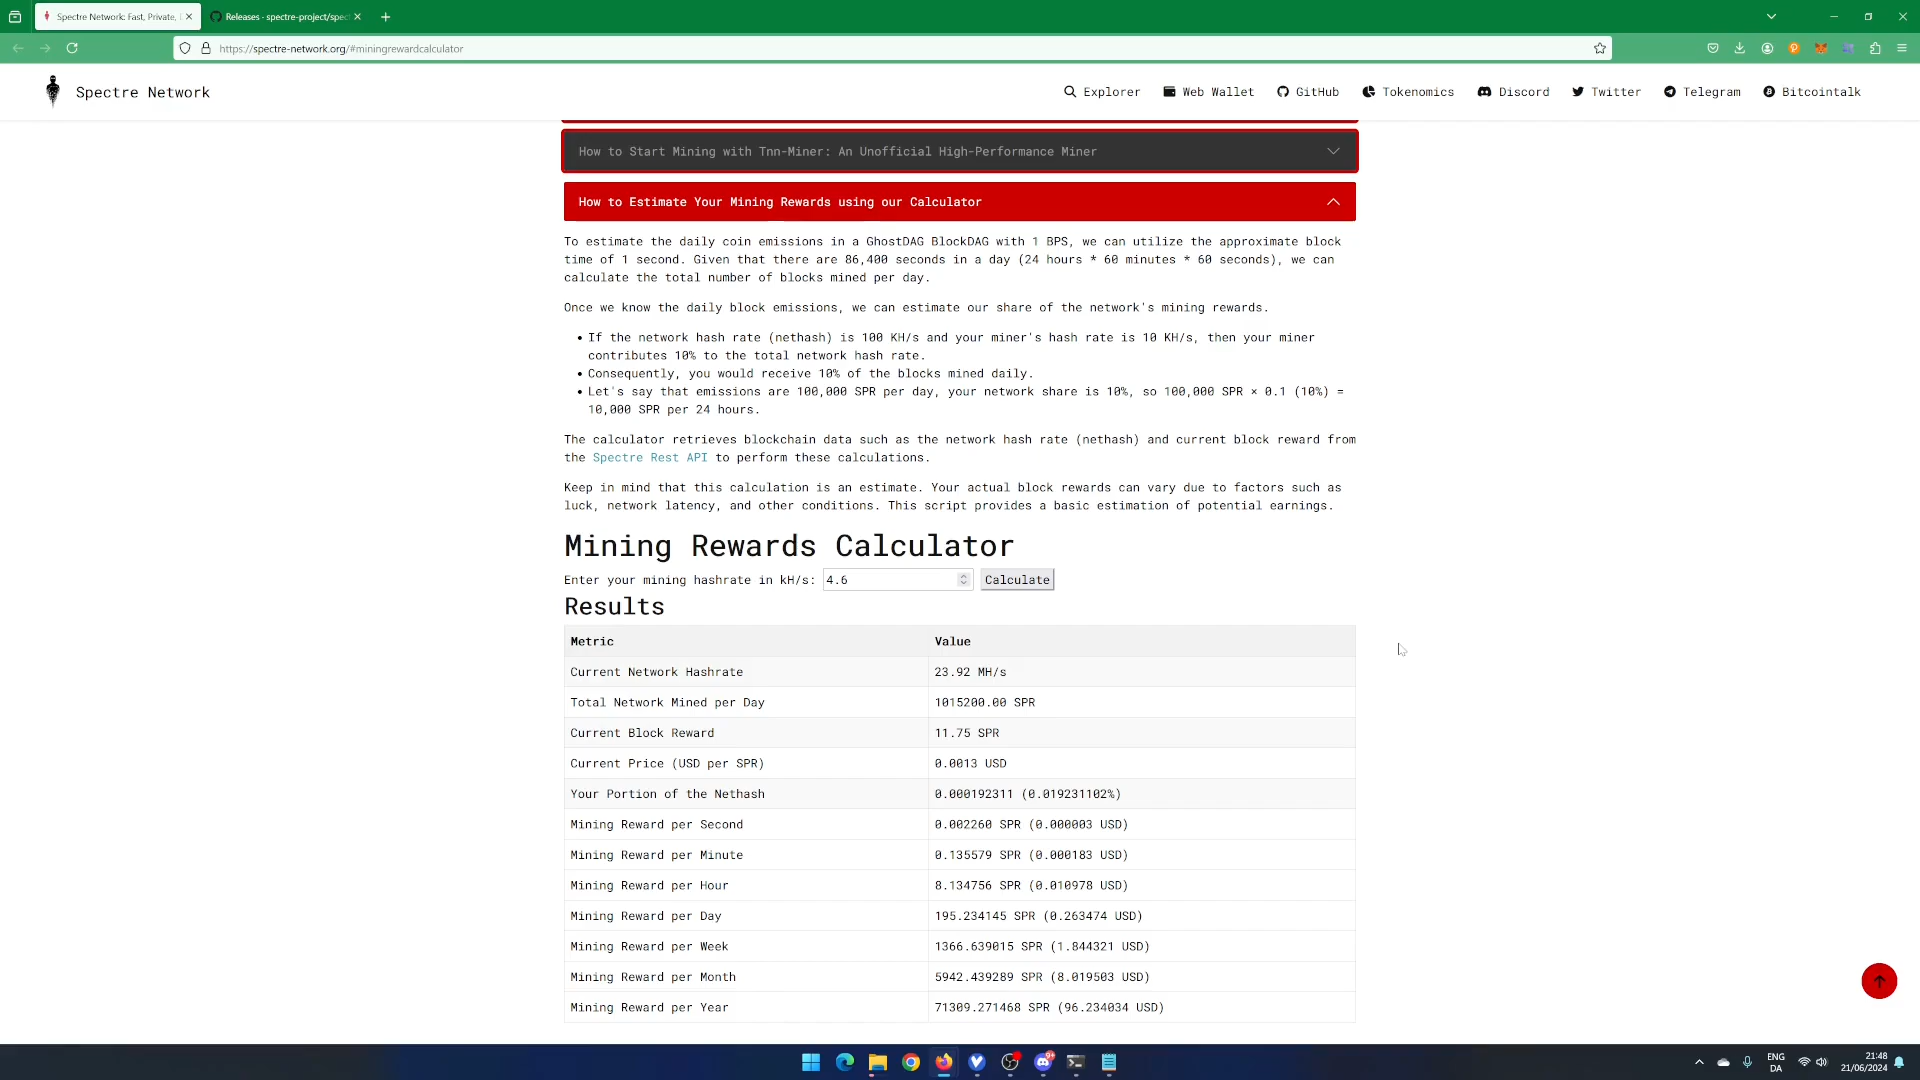 Spectre Network: Fast, Private,
Releases · spectre-project/spect
https://spectre-network.org/#miningrewardcalculator
Spectre Network
Explorer
Web Wallet
GitHub
Tokenomics
Discord
Twitter
Telegram
Bitcointalk
How to Start Mining with Tnn-Miner: An Unofficial High-Performance Miner
How to Estimate Your Mining Rewards using our Calculator
To estimate the daily coin emissions in a GhostDAG BlockDAG with 1 BPS, we can utilize the approximate block
time of 1 second. Given that there are 86,400 seconds in a day (24 hours * 60 minutes * 60 seconds), we can
calculate the total number of blocks mined per day.
Once we know the daily block emissions, we can estimate our share of the network's mining rewards.
• If the network hash rate (nethash) is 100 KH/s and your miner's hash rate is 10 KH/s, then your miner
contributes 10% to the total network hash rate.
• Consequently, you would receive 10% of the blocks mined daily.
• Let's say that emissions are 100,000 SPR per day, your network share is 10%, so 100,000 SPR × 0.1 (10%) =
10,000 SPR per 24 hours.
The calculator retrieves blockchain data such as the network hash rate (nethash) and current block reward from
the Spectre Rest API to perform these calculations.
Keep in mind that this calculation is an estimate. Your actual block rewards can vary due to factors such as
luck, network latency, and other conditions. This script provides a basic estimation of potential earnings.
Mining Rewards Calculator
Enter your mining hashrate in kH/s: 4.6 Calculate
Results
Metric Value
Current Network Hashrate 23.92 MH/s
Total Network Mined per Day 1015200.00 SPR
Current Block Reward 11.75 SPR
Current Price (USD per SPR) 0.0013 USD
Your Portion of the Nethash 0.000192311 (0.019231102%)
Mining Reward per Second 0.002260 SPR (0.000003 USD)
Mining Reward per Minute 0.135579 SPR (0.000183 USD)
Mining Reward per Hour 8.134756 SPR (0.010978 USD)
Mining Reward per Day 195.234145 SPR (0.263474 USD)
Mining Reward per Week 1366.639015 SPR (1.844321 USD)
Mining Reward per Month 5942.439289 SPR (8.019503 USD)
Mining Reward per Year 71309.271468 SPR (96.234034 USD)
ENG
DA
21:48
21/06/2024